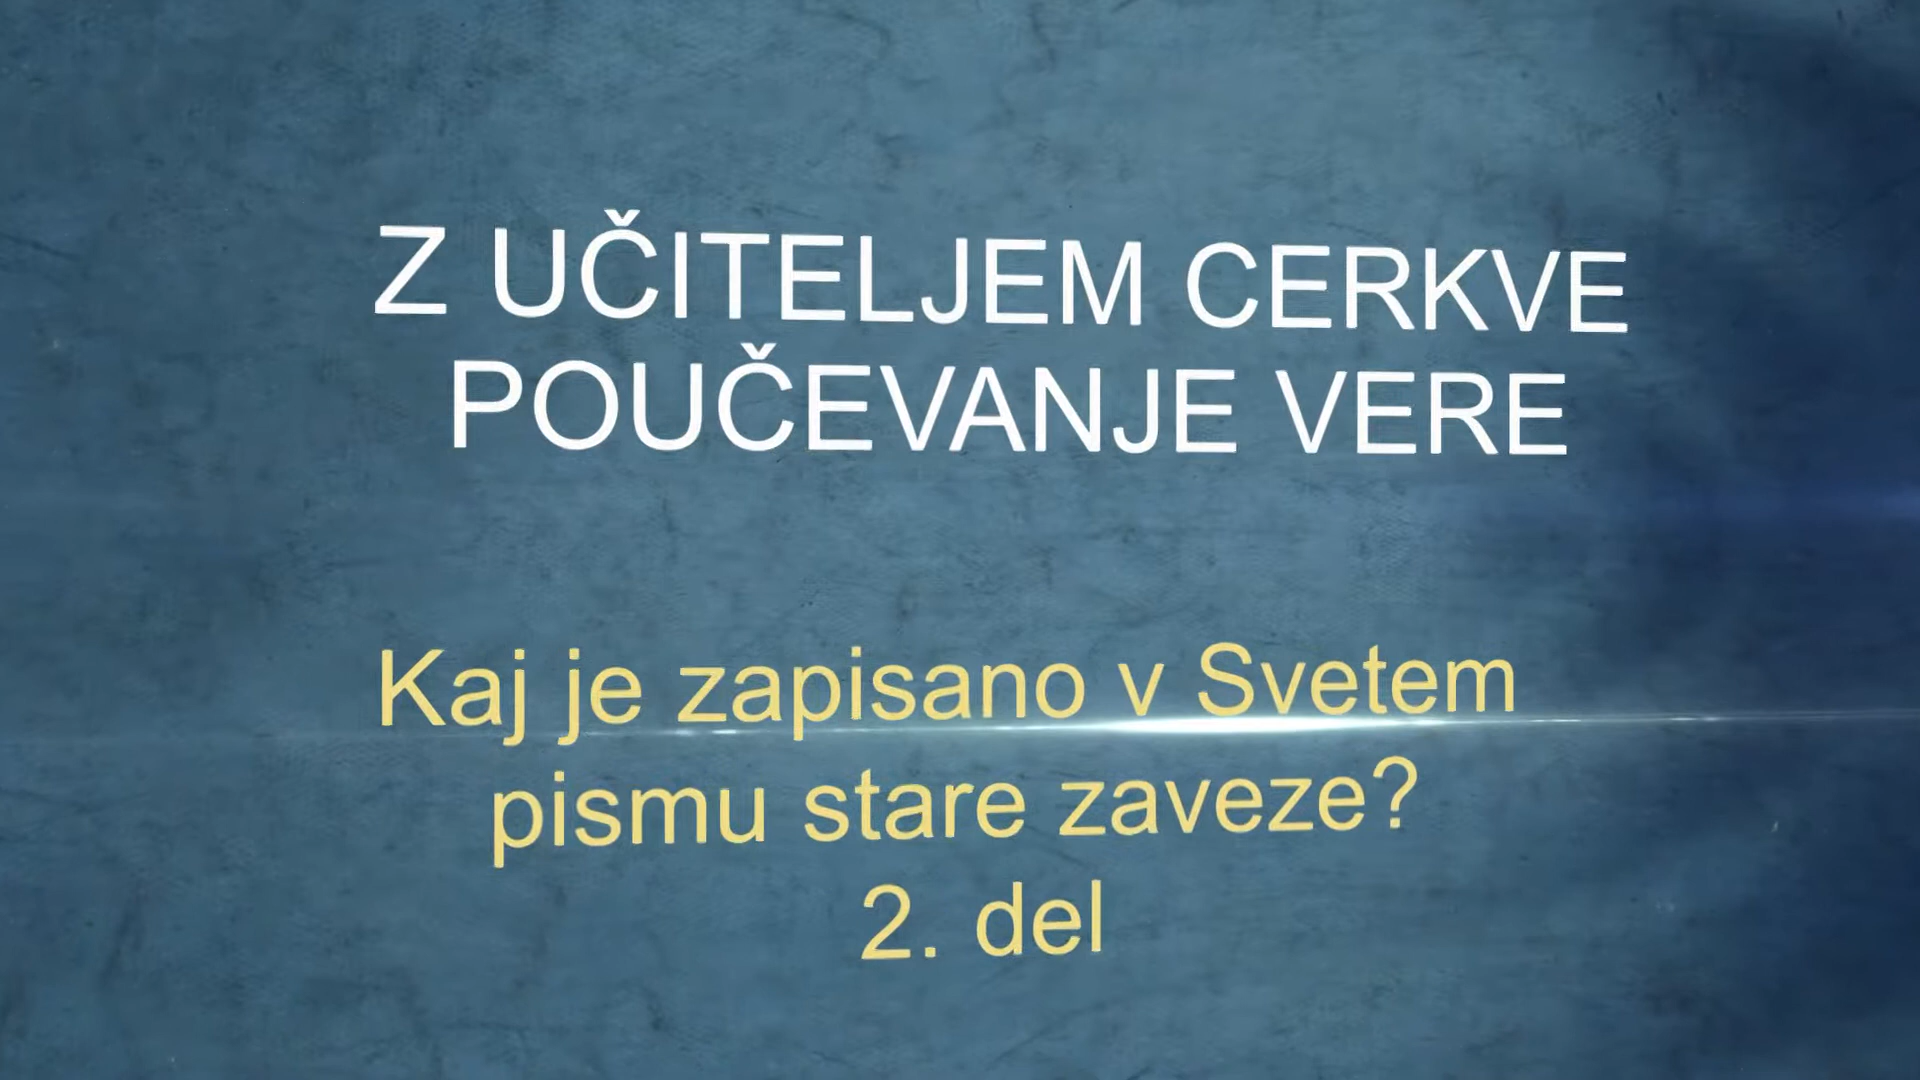 Z UČITELJEM CERKVE
POUČEVANJE VERE
Kaj je zapisano v Svetem
pismu stare zaveze?
2. del